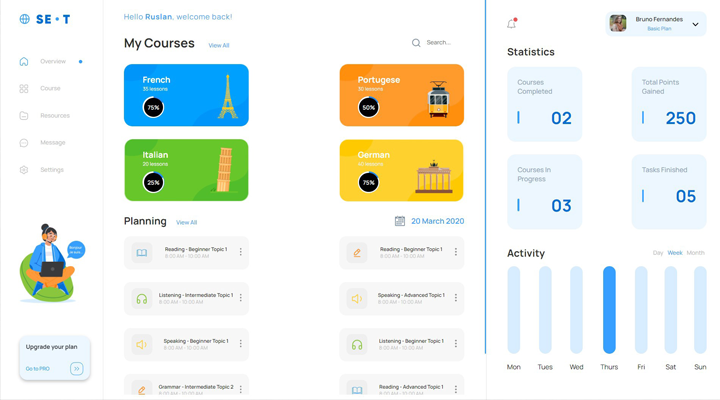 SE • T
Overview
Course
Resources
Message
Settings
Upgrade your plan
Go to PRO
Hello Ruslan, welcome back!
My Courses
View All
Search...
French
35 lessons
75%
Portugese
30 lessons
50%
Italian
20 lessons
25%
German
40 lessons
75%
Planning
View All
20 March 2020
Reading - Beginner Topic 1
8:00 AM - 10:00 AM
Reading - Beginner Topic 1
8:00 AM - 10:00 AM
Listening - Intermediate Topic 1
8:00 AM - 10:00 AM
Speaking - Advanced Topic 1
8:00 AM - 10:00 AM
Speaking - Beginner Topic 1
8:00 AM - 10:00 AM
Listening - Beginner Topic 1
8:00 AM - 10:00 AM
Grammar - Intermediate Topic 2
8:00 AM - 10:00 AM
Reading - Advanced Topic 1
8:00 AM - 10:00 AM
Bruno Fernandes
Basic Plan
Statistics
Courses
Completed
02
Total Points
Gained
250
Courses In
Progress
03
Tasks Finished
05
Activity
Day Week Month
Mon Tues Wed Thurs Fri Sat Sun